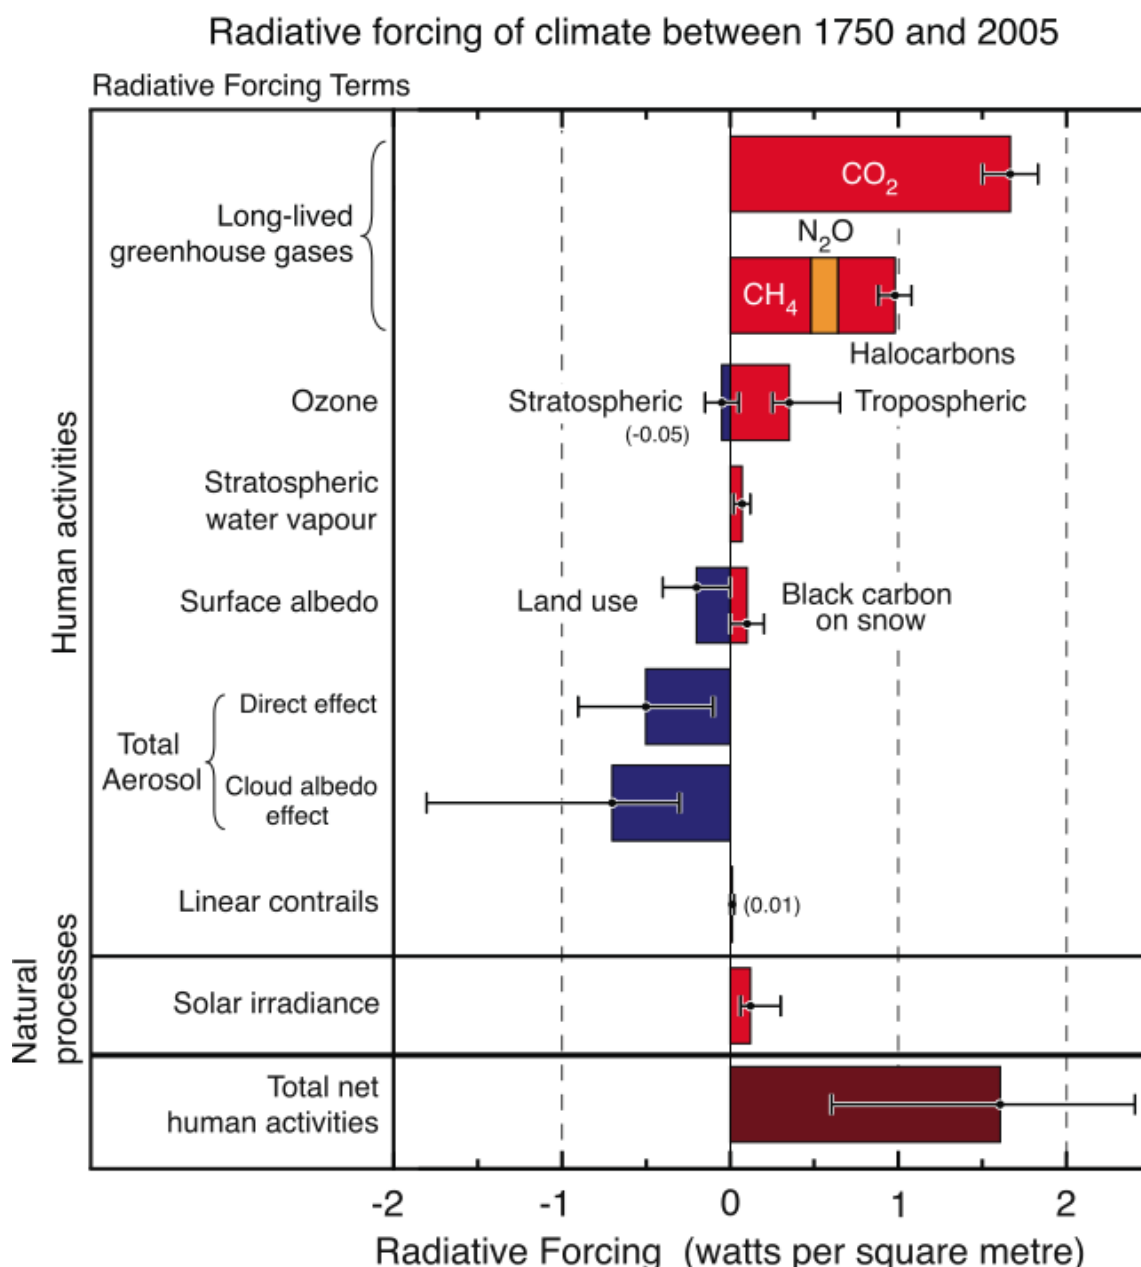 Radiative forcing of climate between 1750 and 2005
Radiative Forcing Terms
Human activities
Long-lived
greenhouse gases
CO₂
N₂O
CH₄
Halocarbons
Ozone
Stratospheric
(-0.05)
Tropospheric
Stratospheric
water vapour
Surface albedo
Land use
Black carbon
on snow
Total
Aerosol
Direct effect
Cloud albedo
effect
Linear contrails
(0.01)
Natural
processes
Solar irradiance
Total net
human activities
-2 -1 0 1 2
Radiative Forcing (watts per square metre)